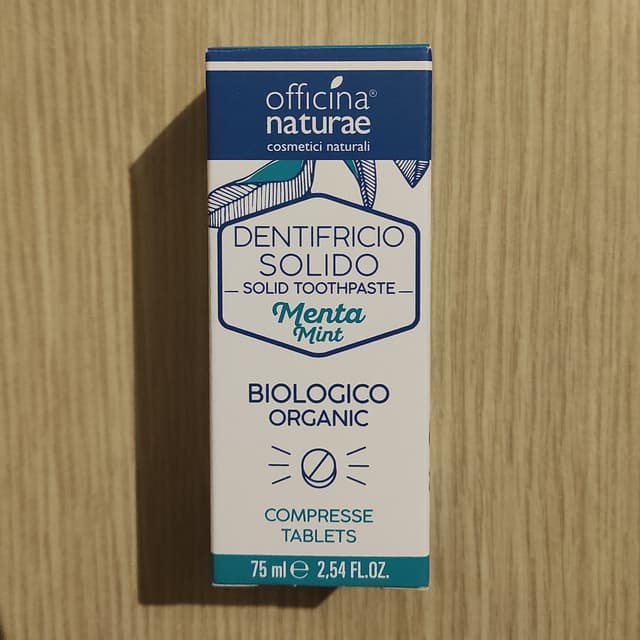 officina®
naturae
cosmetici naturali
DENTIFRICIO
SOLIDO
SOLID TOOTHPASTE
Menta
Mint
BIOLOGICO
ORGANIC
COMPRESSE
TABLETS
75 ml ℮ 2,54 FL.OZ.